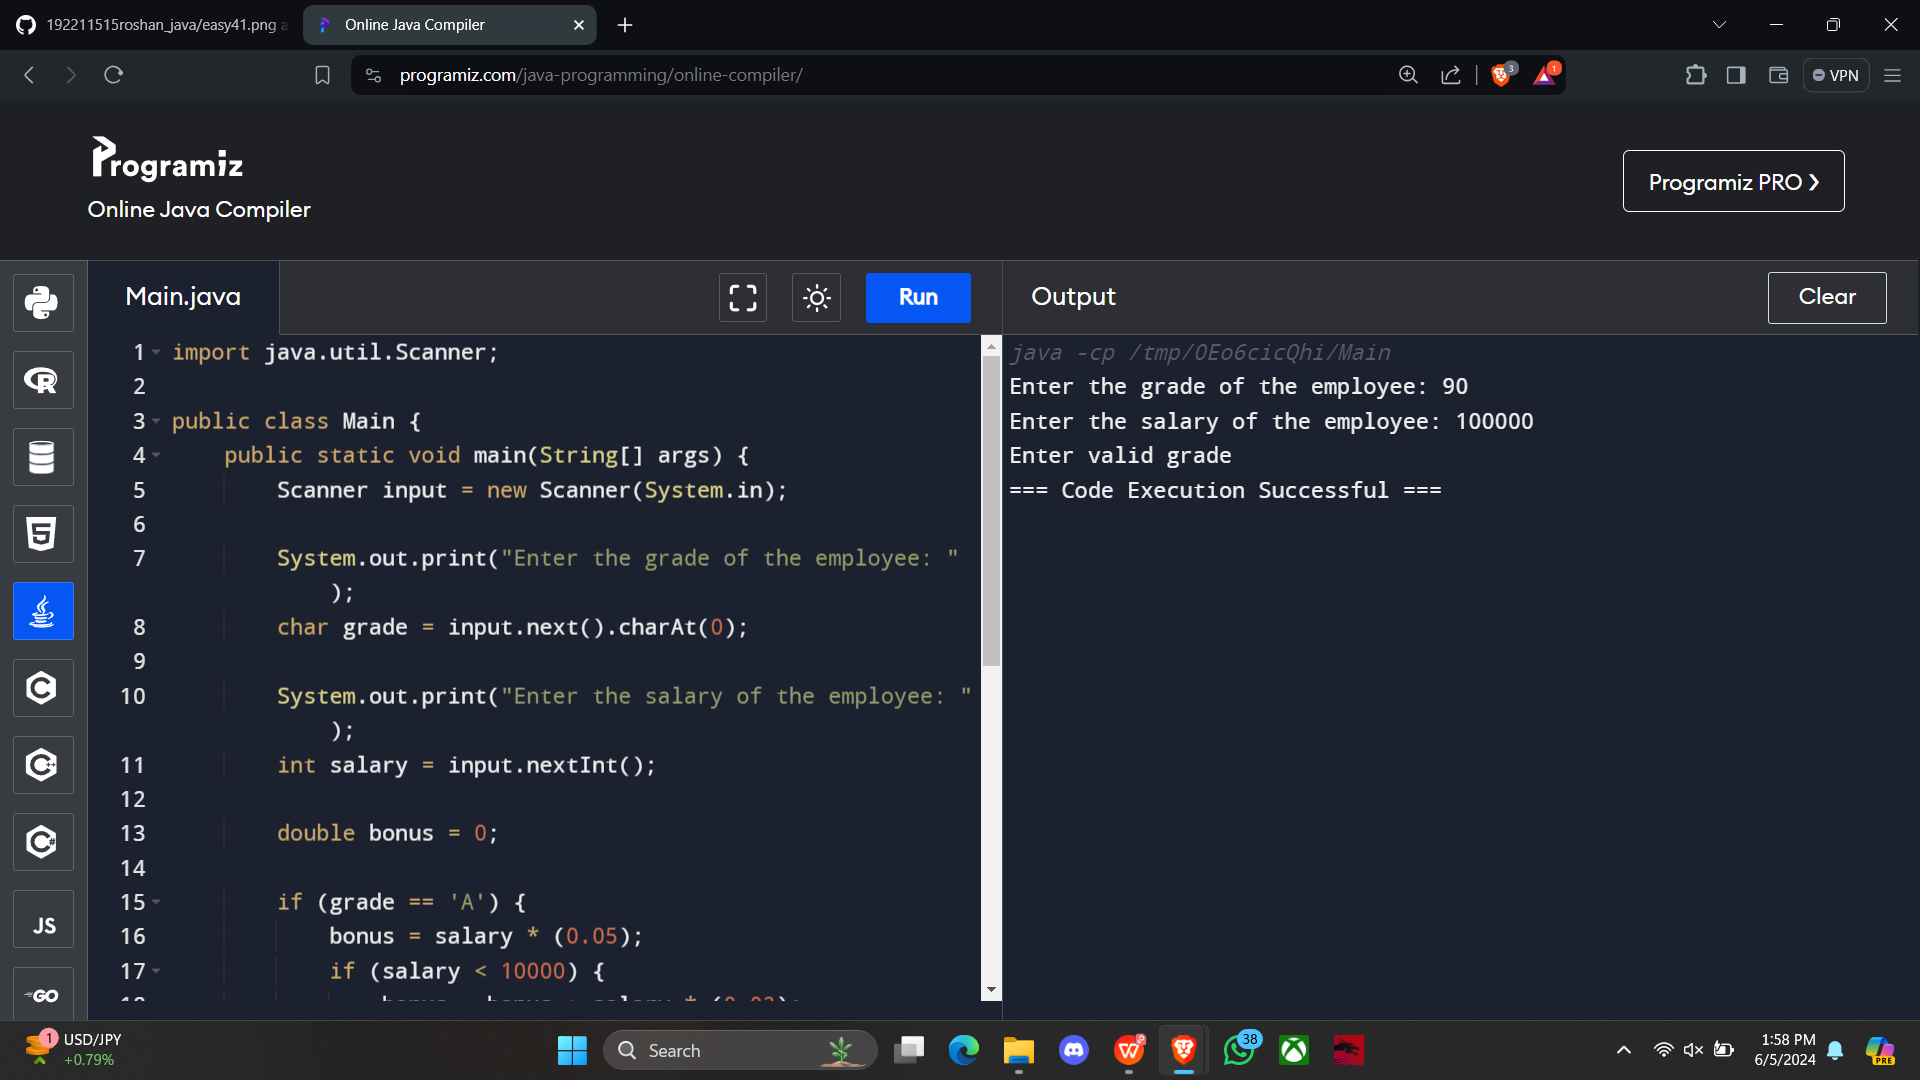 192211515roshan_java/easy41.png a
Online Java Compiler
programiz.com/java-programming/online-compiler/
3
1
VPN
Programiz
Online Java Compiler
Programiz PRO ❯
Main.java
Run
Output
Clear
1 import java.util.Scanner;
2
3 public class Main {
4 public static void main(String[] args) {
5 Scanner input = new Scanner(System.in);
6
7 System.out.print("Enter the grade of the employee: "
);
8 char grade = input.next().charAt(0);
9
10 System.out.print("Enter the salary of the employee: "
);
11 int salary = input.nextInt();
12
13 double bonus = 0;
14
15 if (grade == 'A') {
16 bonus = salary * (0.05);
17 if (salary < 10000) {
java -cp /tmp/OEo6cicQhi/Main
Enter the grade of the employee: 90
Enter the salary of the employee: 100000
Enter valid grade
=== Code Execution Successful ===
JS
GO
1
USD/JPY
+0.79%
Search
38
1:58 PM
6/5/2024
PRE